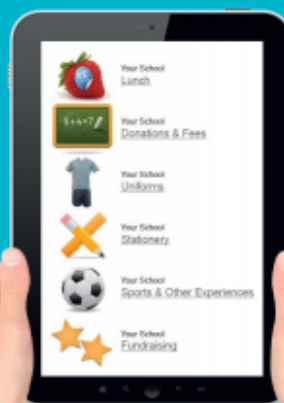 Your School
Lunch
Your School
Donations & Fees
Your School
Uniforms
Your School
Stationery
Your School
Sports & Other Experiences
Your School
Fundraising